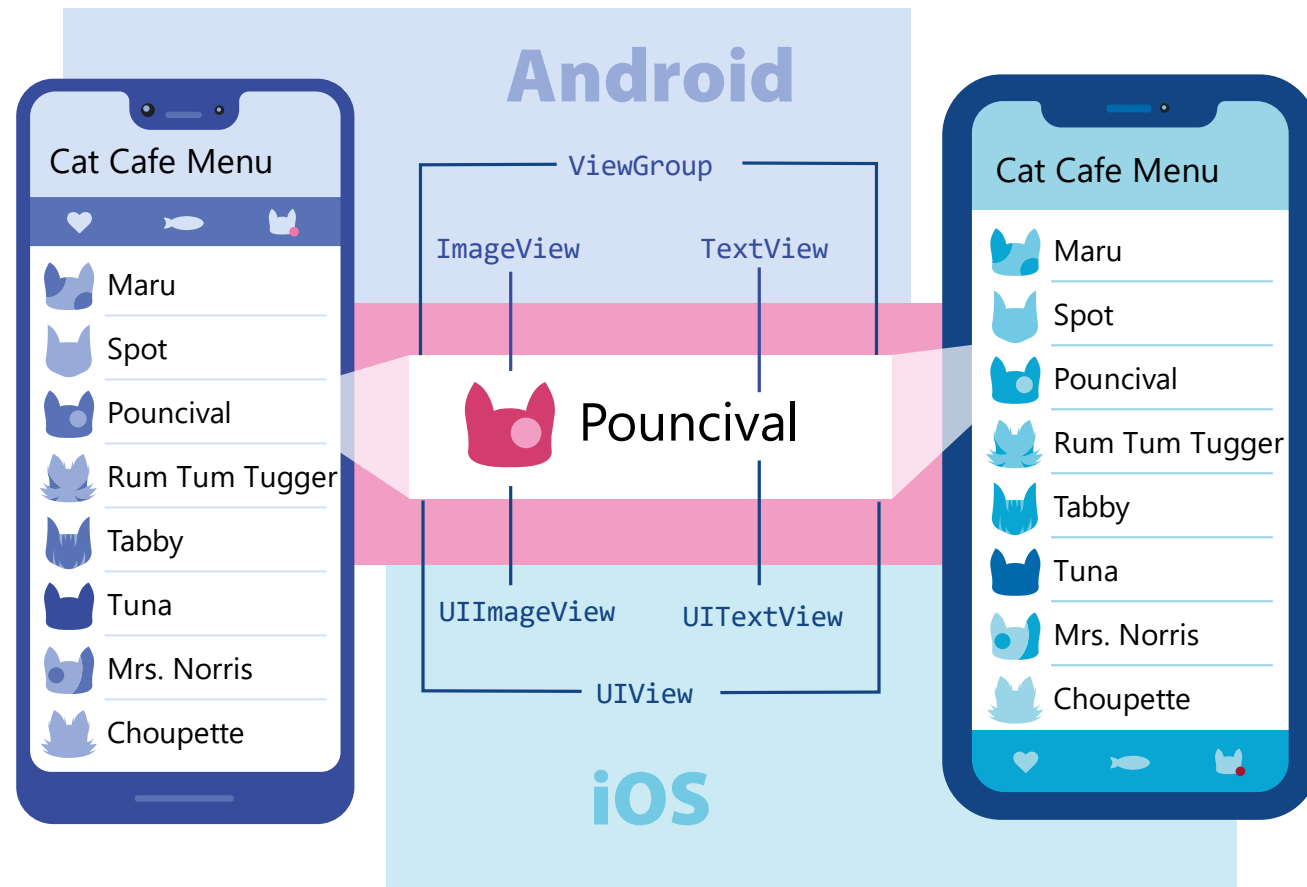 Android
Cat Cafe Menu
Maru
Spot
Pouncival
Rum Tum Tugger
Tabby
Tuna
Mrs. Norris
Choupette
ViewGroup
ImageView
TextView
Pouncival
UIImageView
UITextView
UIView
iOS
Cat Cafe Menu
Maru
Spot
Pouncival
Rum Tum Tugger
Tabby
Tuna
Mrs. Norris
Choupette